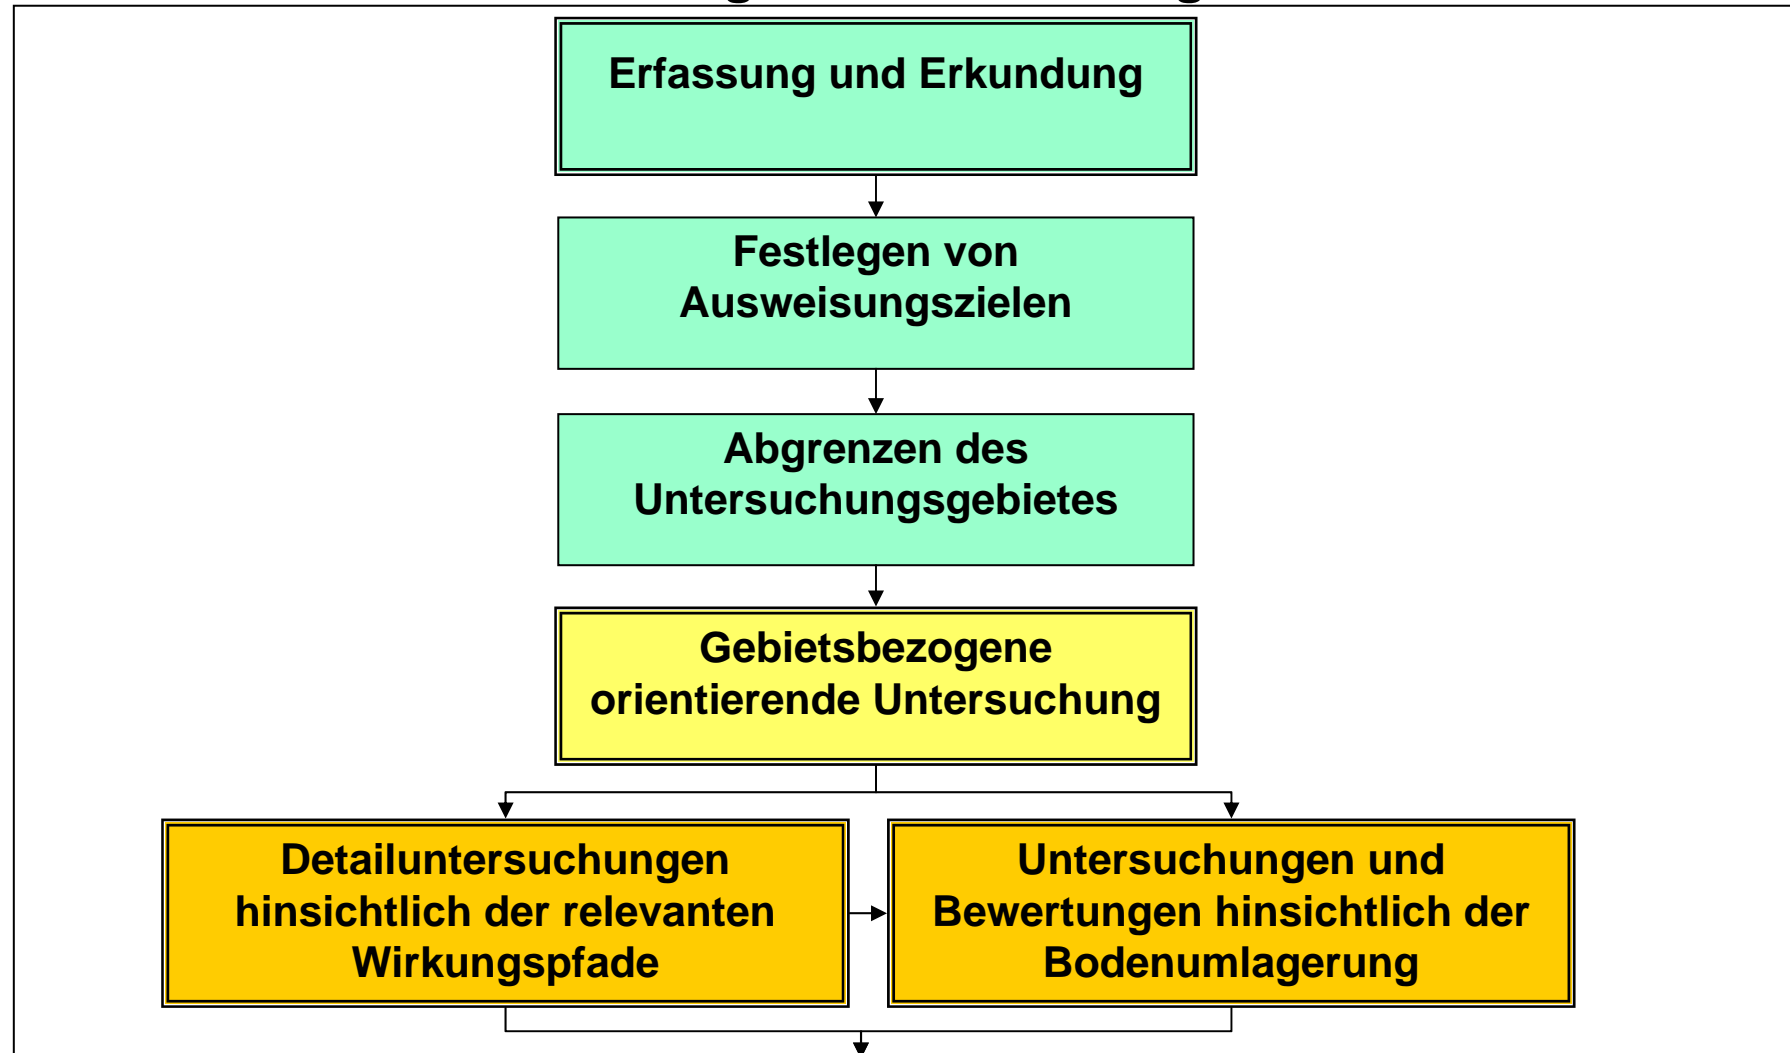 Erfassung und Erkundung
Festlegen von
Ausweisungszielen
Abgrenzen des
Untersuchungsgebietes
Gebietsbezogene
orientierende Untersuchung
Detailuntersuchungen
hinsichtlich der relevanten
Wirkungspfade
Untersuchungen und
Bewertungen hinsichtlich der
Bodenumlagerung